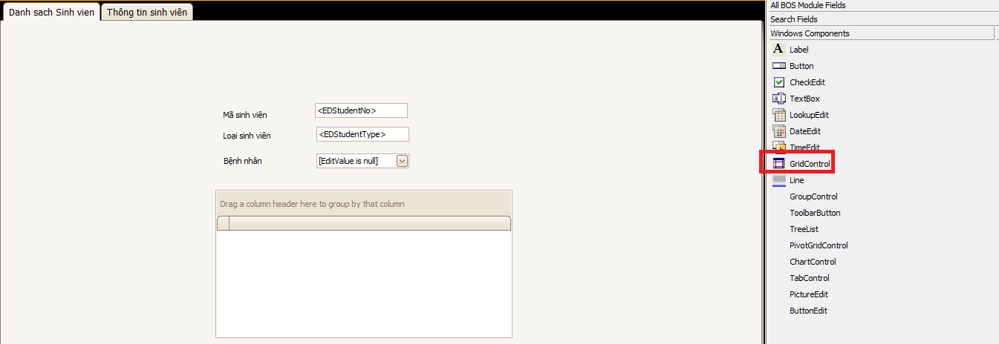 Danh sach Sinh vien
Thông tin sinh viên
Mã sinh viên
<EDStudentNo>
Loại sinh viên
<EDStudentType>
Bệnh nhân
[EditValue is null]
Drag a column header here to group by that column
All BOS Module Fields
Search Fields
Windows Components
A Label
Button
CheckEdit
a TextBox
LookupEdit
DateEdit
TimeEdit
GridControl
Line
GroupControl
ToolbarButton
TreeList
PivotGridControl
ChartControl
TabControl
PictureEdit
ButtonEdit